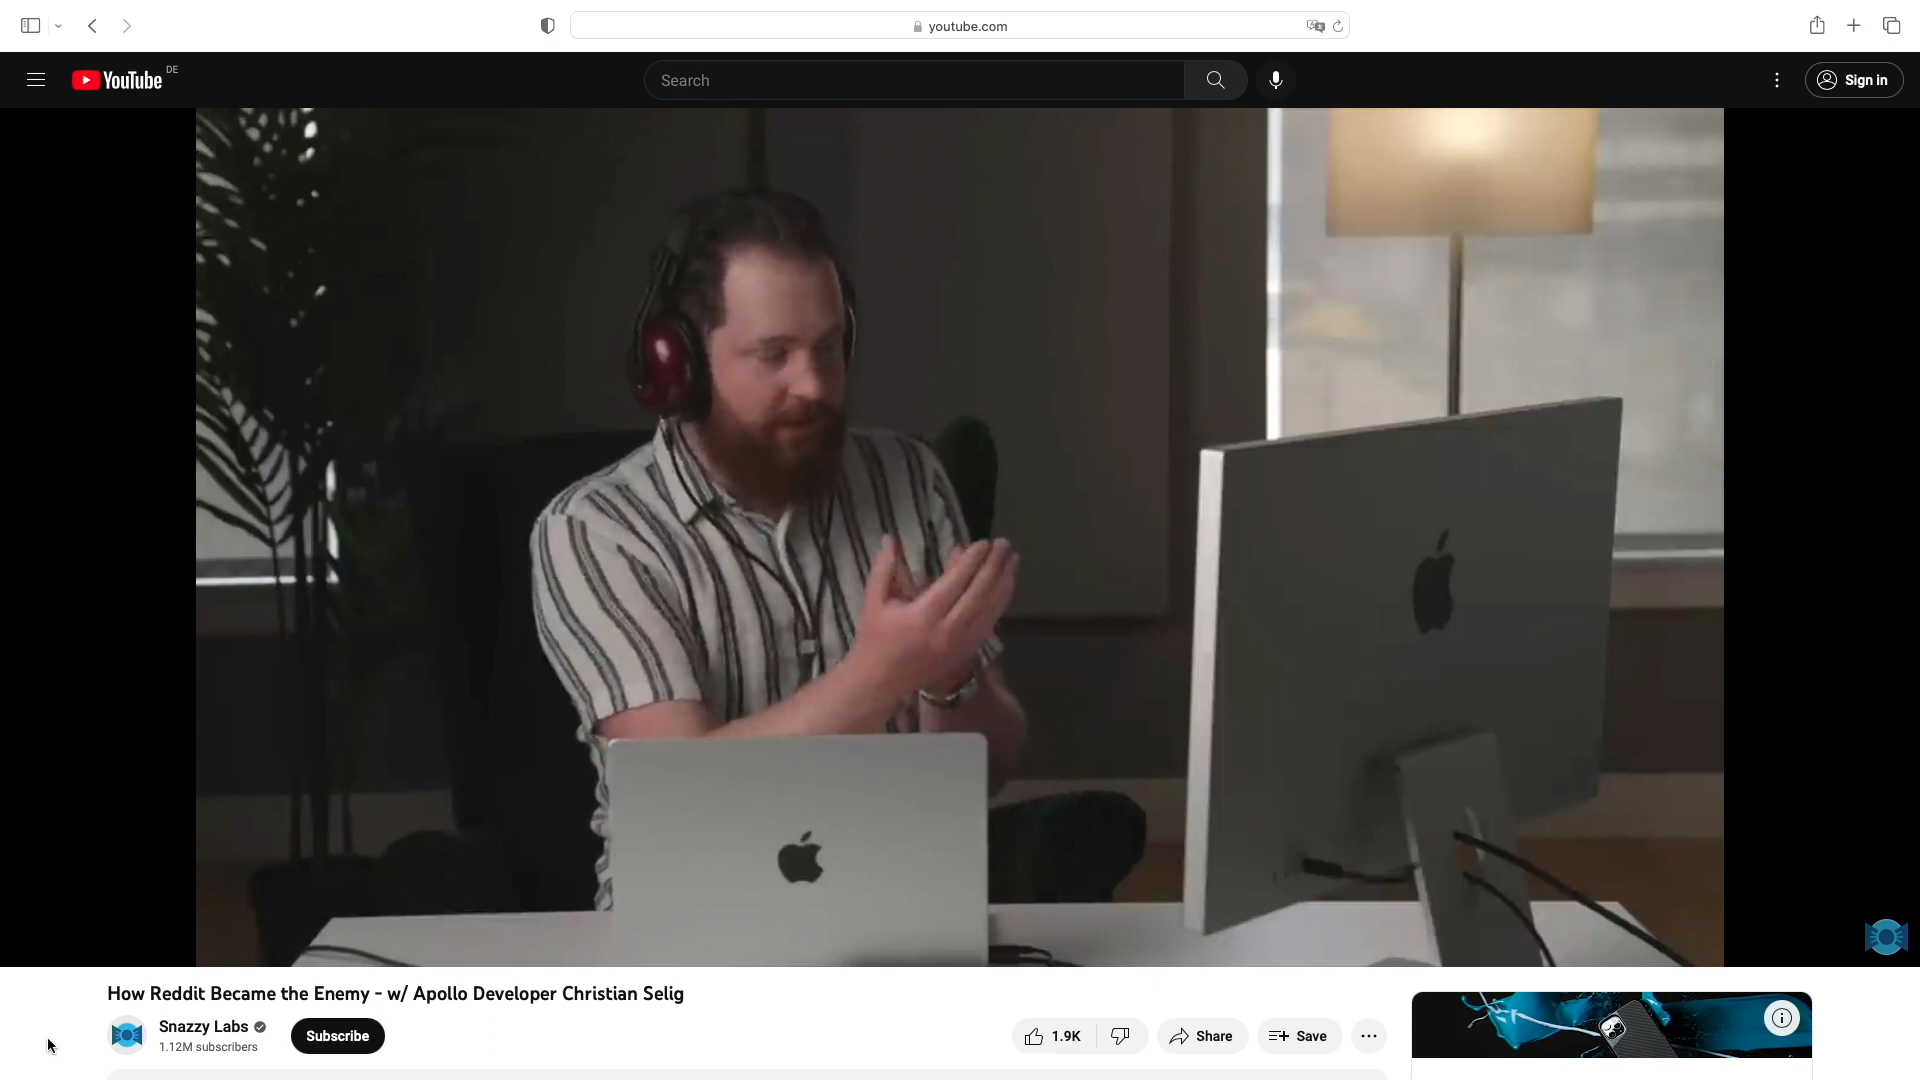 youtube.com
YouTube DE
Search
Sign in
How Reddit Became the Enemy - w/ Apollo Developer Christian Selig
Snazzy Labs
1.12M subscribers
Subscribe
1.9K
Share
Save